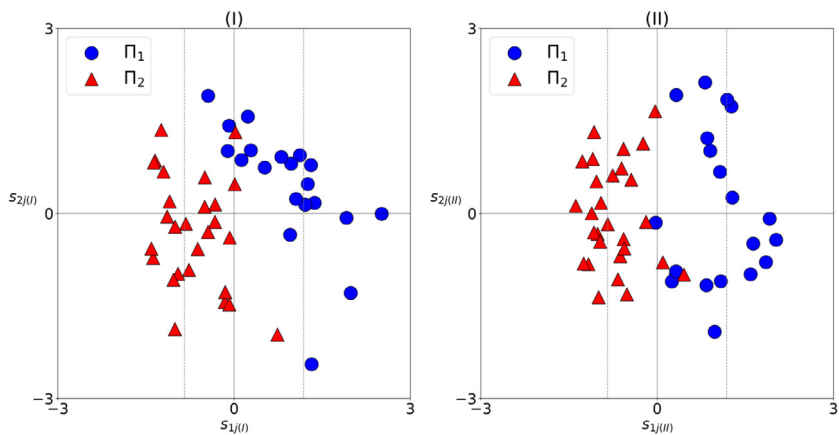 (I)
3
Π1
Π2
s2j(I)
0
−3
−3
0
3
s1j(I)
(II)
3
Π1
Π2
s2j(II)
0
−3
−3
0
3
s1j(II)